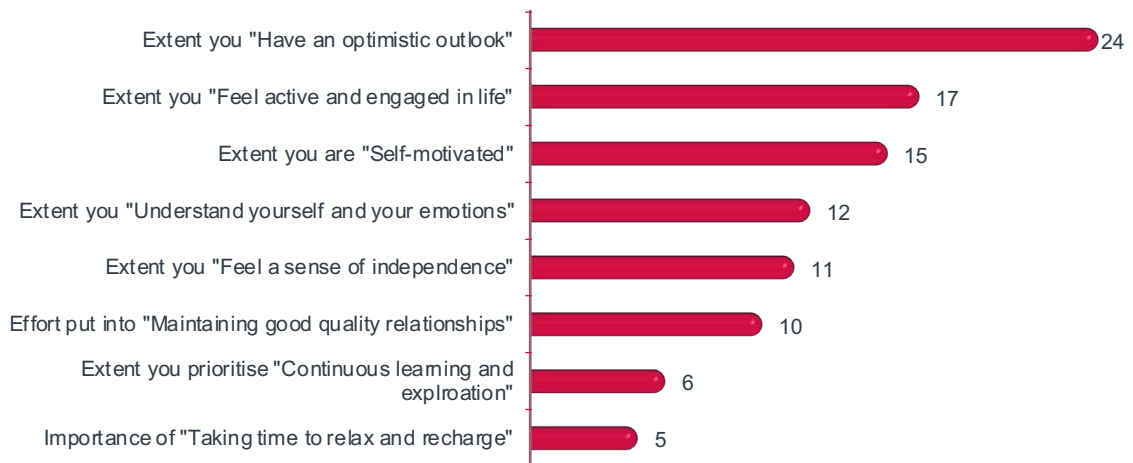 Extent you "Have an optimistic outlook" 24
Extent you "Feel active and engaged in life" 17
Extent you are "Self-motivated" 15
Extent you "Understand yourself and your emotions" 12
Extent you "Feel a sense of independence" 11
Effort put into "Maintaining good quality relationships" 10
Extent you prioritise "Continuous learning and
explroation" 6
Importance of "Taking time to relax and recharge" 5